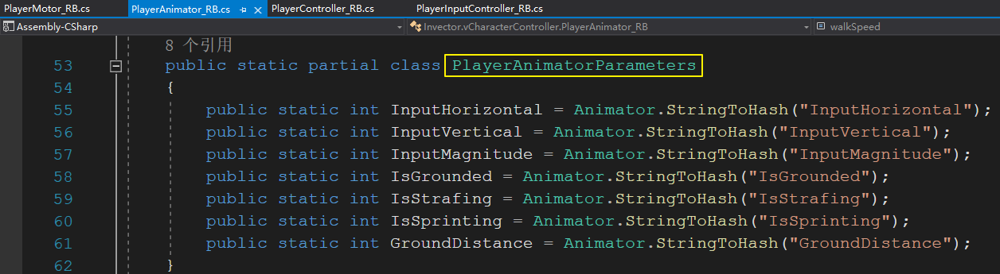 PlayerMotor_RB.cs PlayerAnimator_RB.cs PlayerController_RB.cs PlayerInputController_RB.cs
Assembly-CSharp Invector.vCharacterController.PlayerAnimator_RB walkSpeed
8 个引用
53 public static partial class PlayerAnimatorParameters
54 {
55 public static int InputHorizontal = Animator.StringToHash("InputHorizontal");
56 public static int InputVertical = Animator.StringToHash("InputVertical");
57 public static int InputMagnitude = Animator.StringToHash("InputMagnitude");
58 public static int IsGrounded = Animator.StringToHash("IsGrounded");
59 public static int IsStrafing = Animator.StringToHash("IsStrafing");
60 public static int IsSprinting = Animator.StringToHash("IsSprinting");
61 public static int GroundDistance = Animator.StringToHash("GroundDistance");
62 }